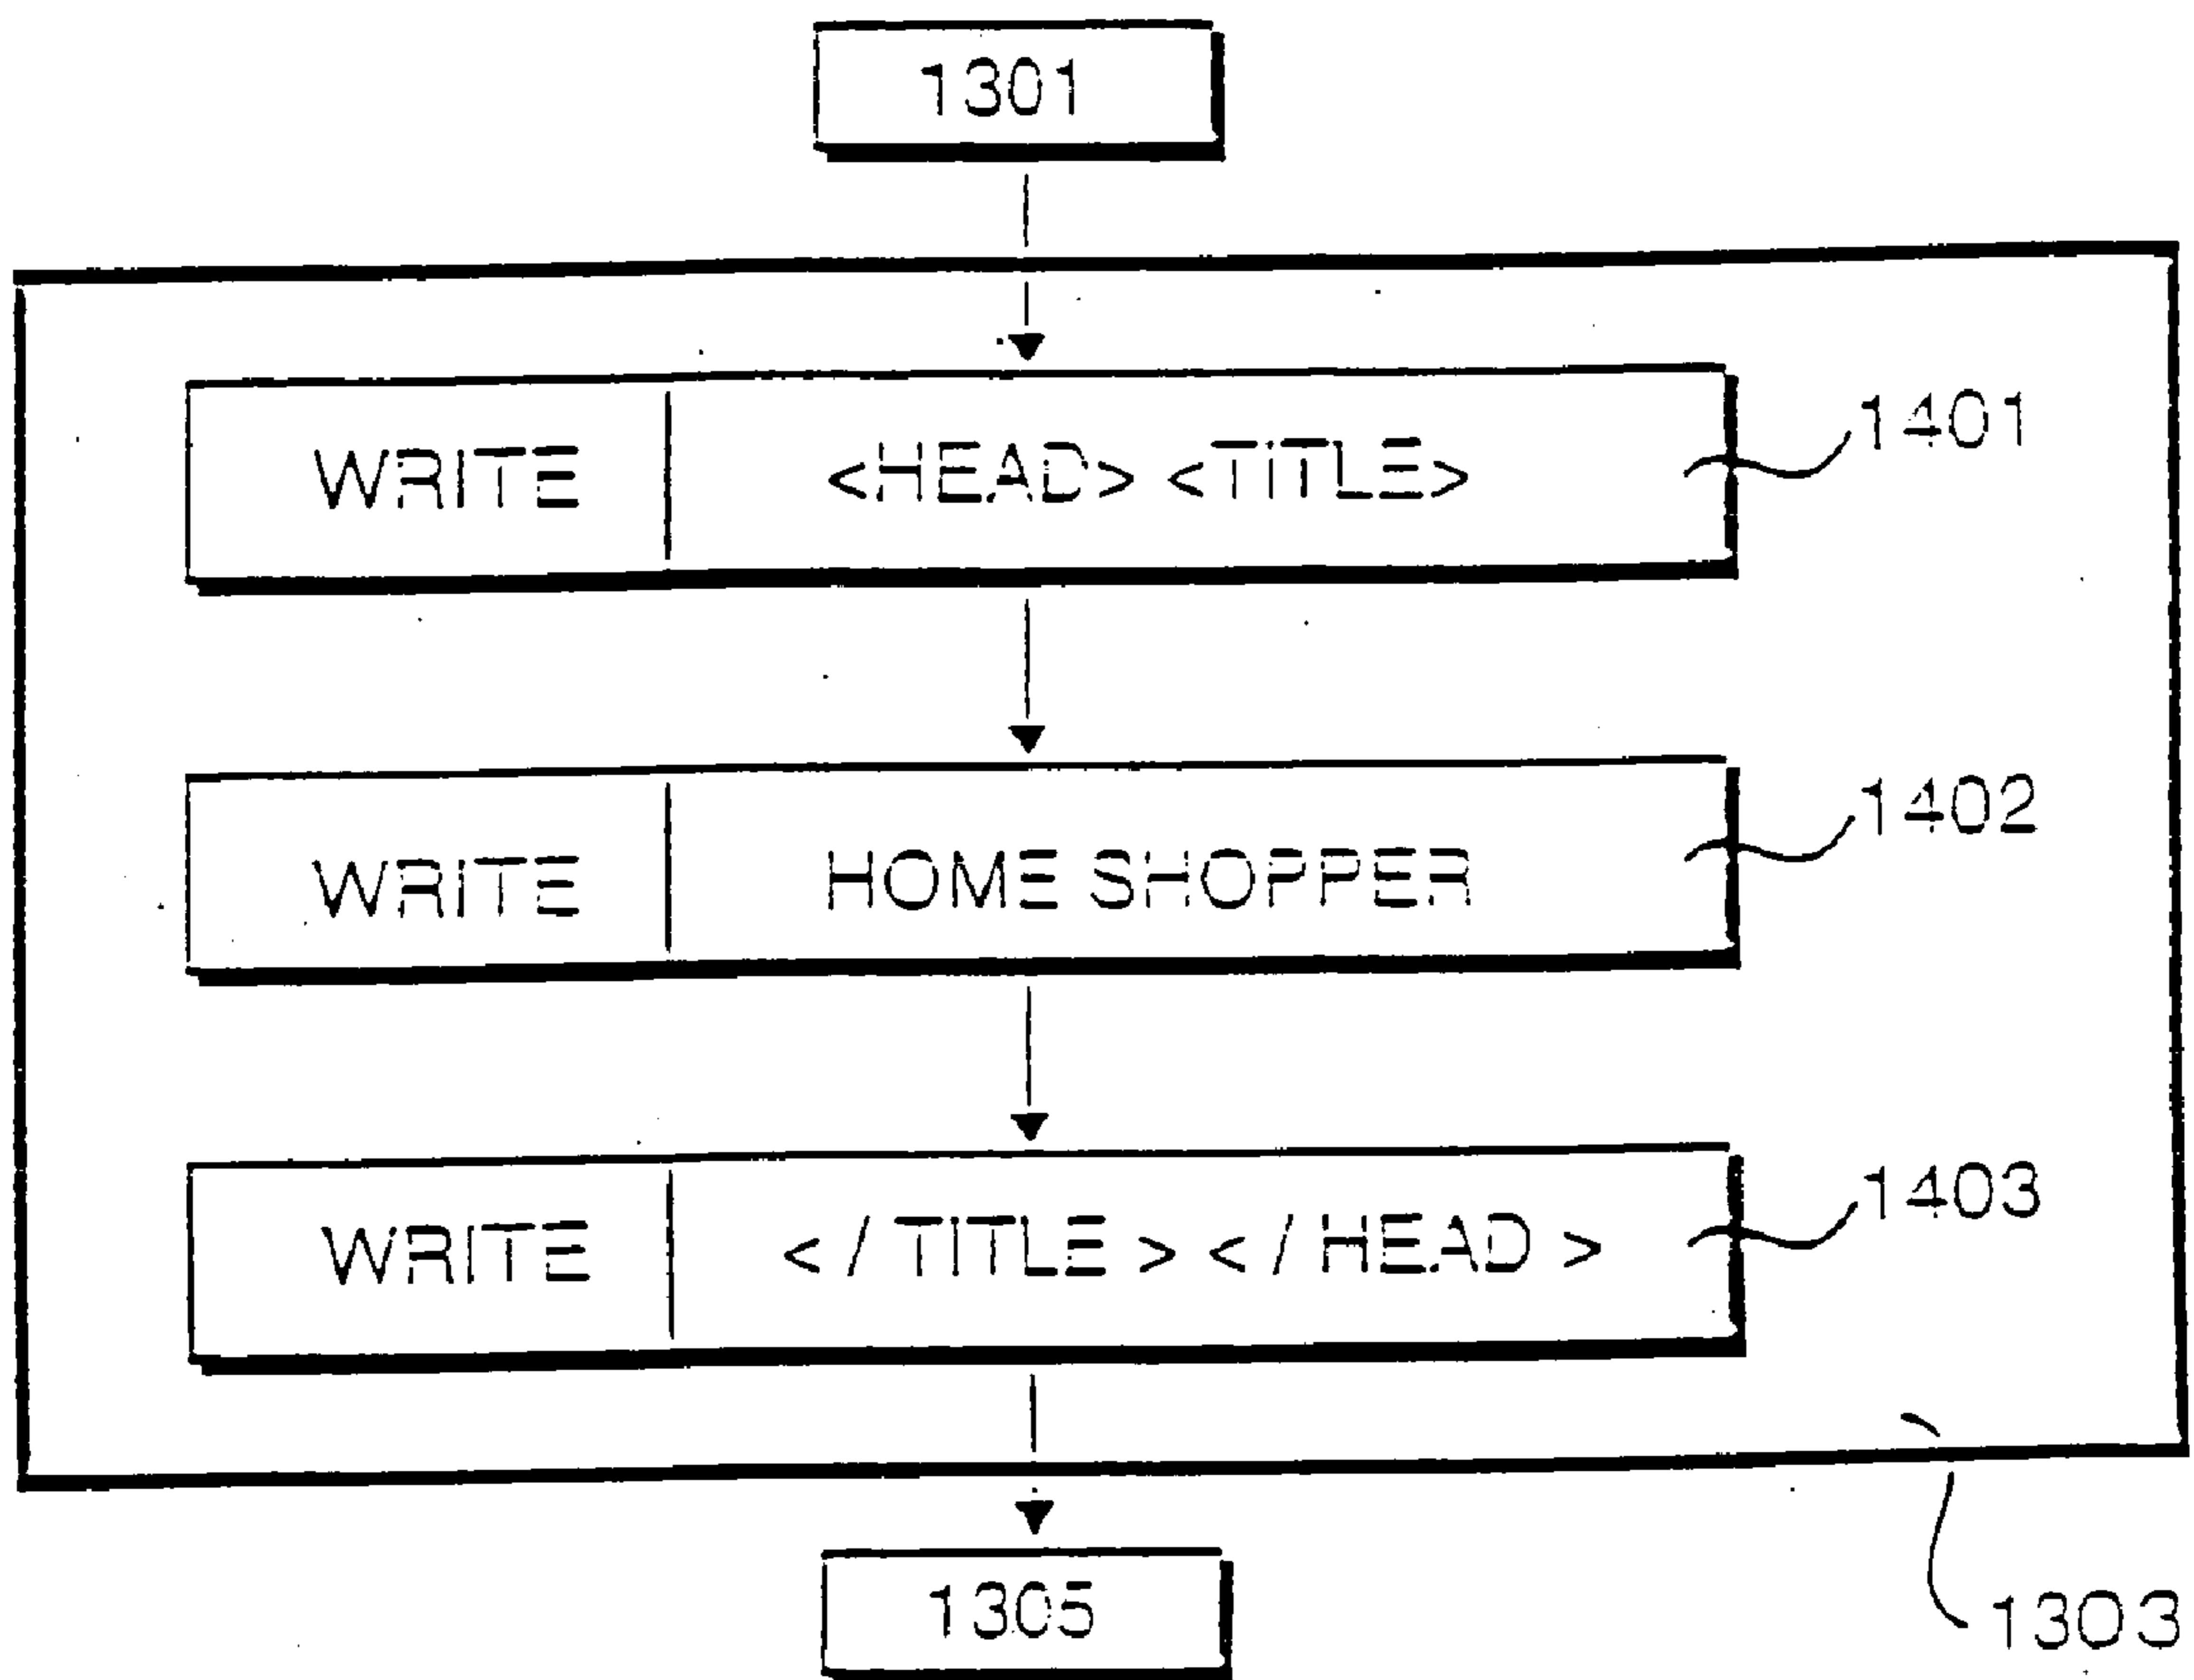 1301
WRITE <HEAD> <TITLE> 1401
WRITE HOME SHOPPER 1402
WRITE < / TITLE > < / HEAD > 1403
1305
1303